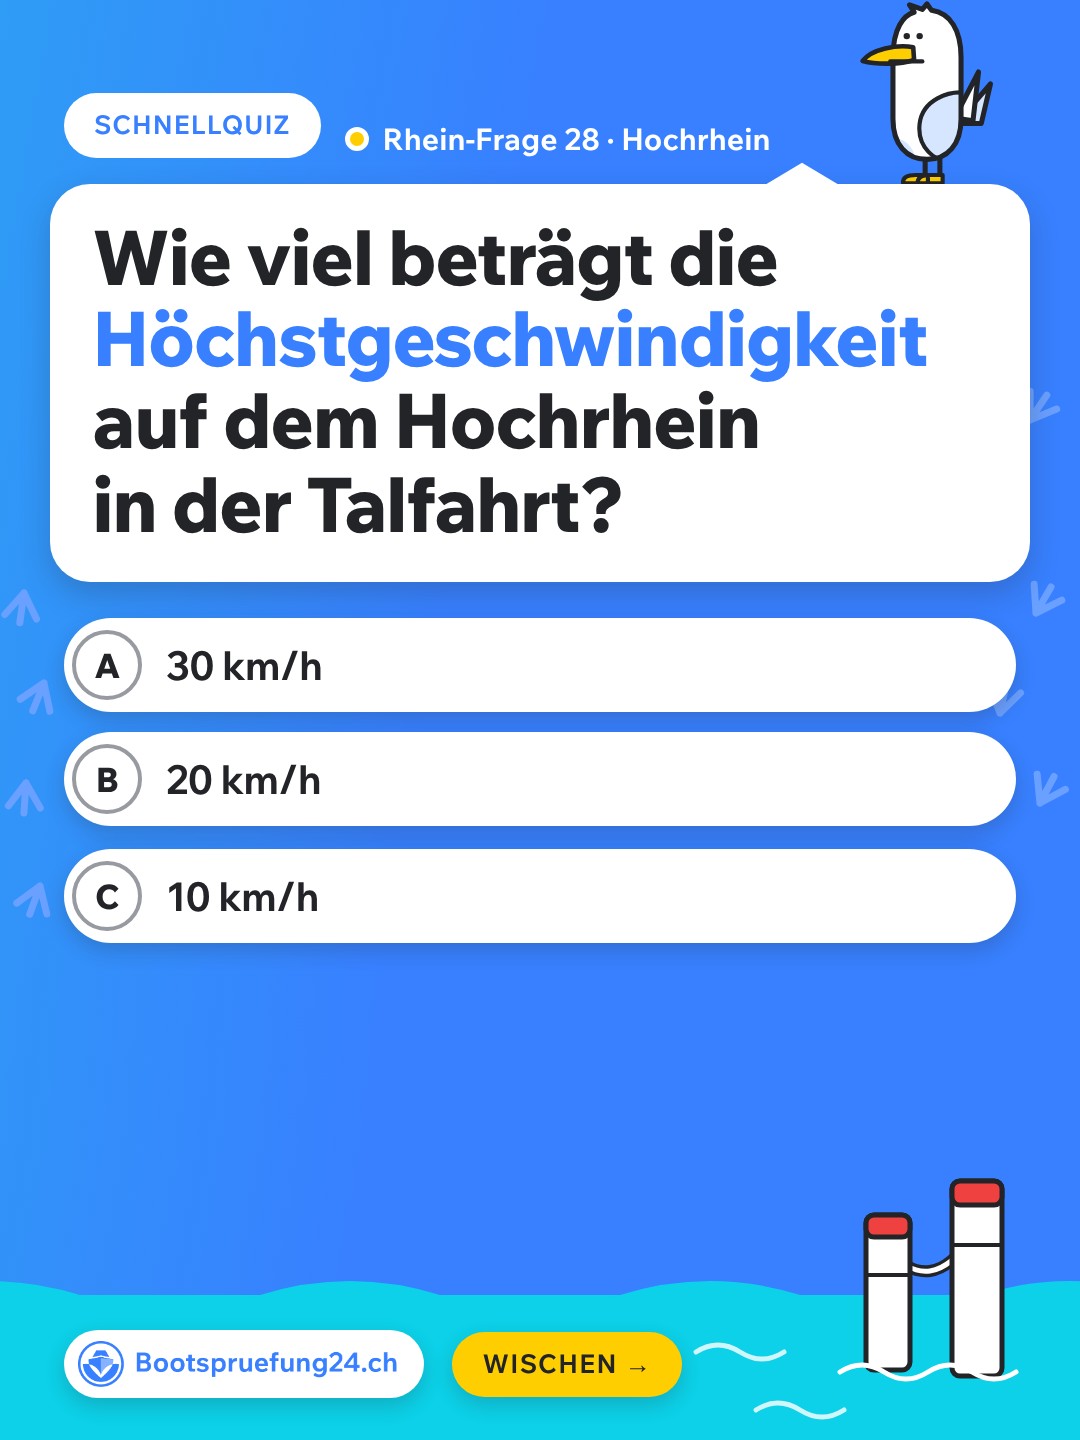 SCHNELLQUIZ
Rhein-Frage 28 · Hochrhein
Wie viel beträgt die
Höchstgeschwindigkeit
auf dem Hochrhein
in der Talfahrt?
A 30 km/h
B 20 km/h
C 10 km/h
Bootspruefung24.ch
WISCHEN →